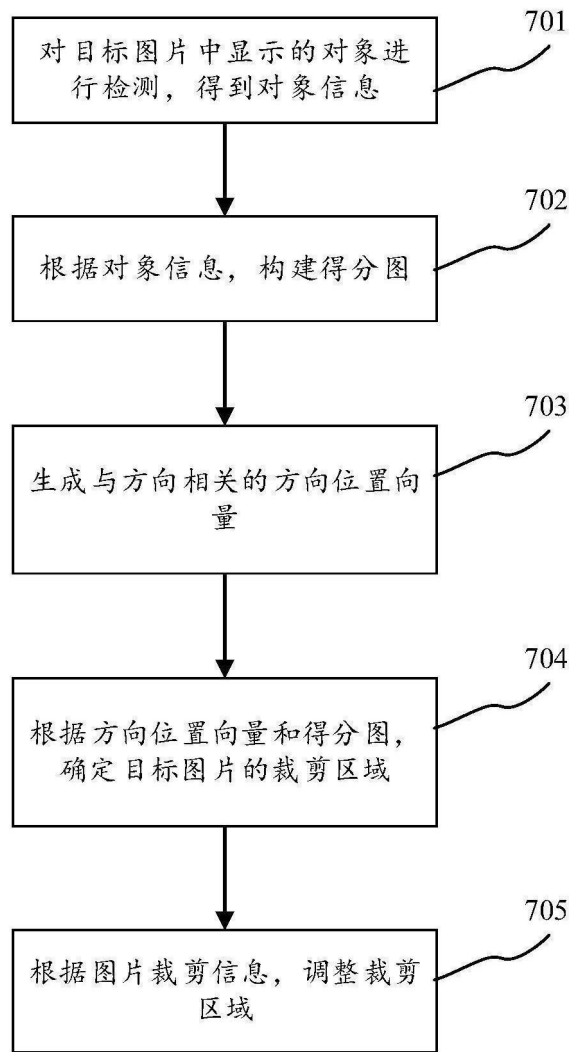 701
对目标图片中显示的对象进
行检测，得到对象信息
702
根据对象信息，构建得分图
703
生成与方向相关的方向位置向
量
704
根据方向位置向量和得分图，
确定目标图片的裁剪区域
705
根据图片裁剪信息，调整裁剪
区域